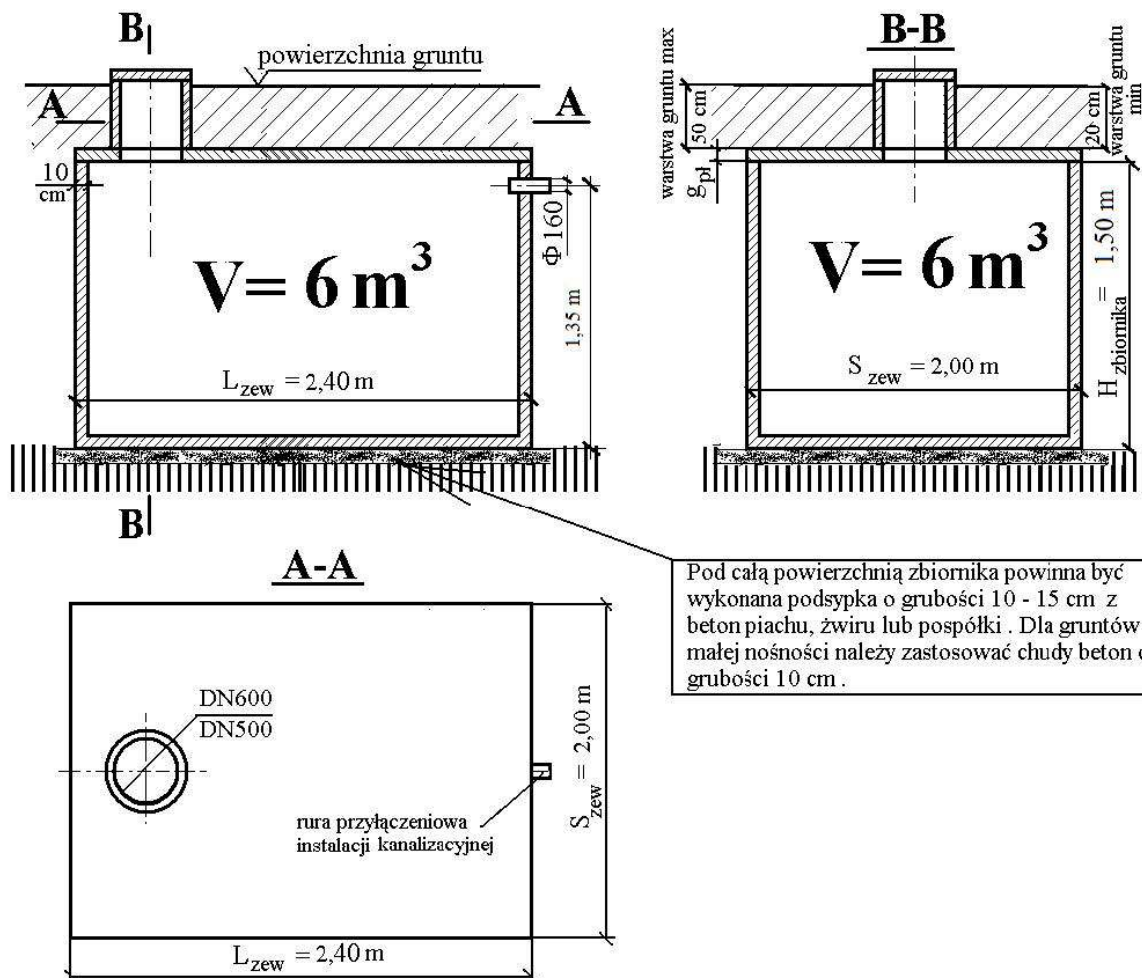 B
powierzchnia gruntu
A
A
10
cm
Φ160
V= 6 m³
1,35 m
L zew = 2,40 m
B
B-B
warstwa gruntu max
50 cm
20 cm
warstwa gruntu
min
g pł
V= 6 m³
S zew = 2,00 m
H zbiornika = 1,50 m
Pod całą powierzchnią zbiornika powinna być
wykonana podsypka o grubości 10 - 15 cm z
beton piachu, żwiru lub pospółki . Dla gruntów
małej nośności należy zastosować chudy beton o
grubości 10 cm .
A-A
DN600
DN500
rura przyłączeniowa
instalacji kanalizacyjnej
S zew = 2,00 m
L zew = 2,40 m